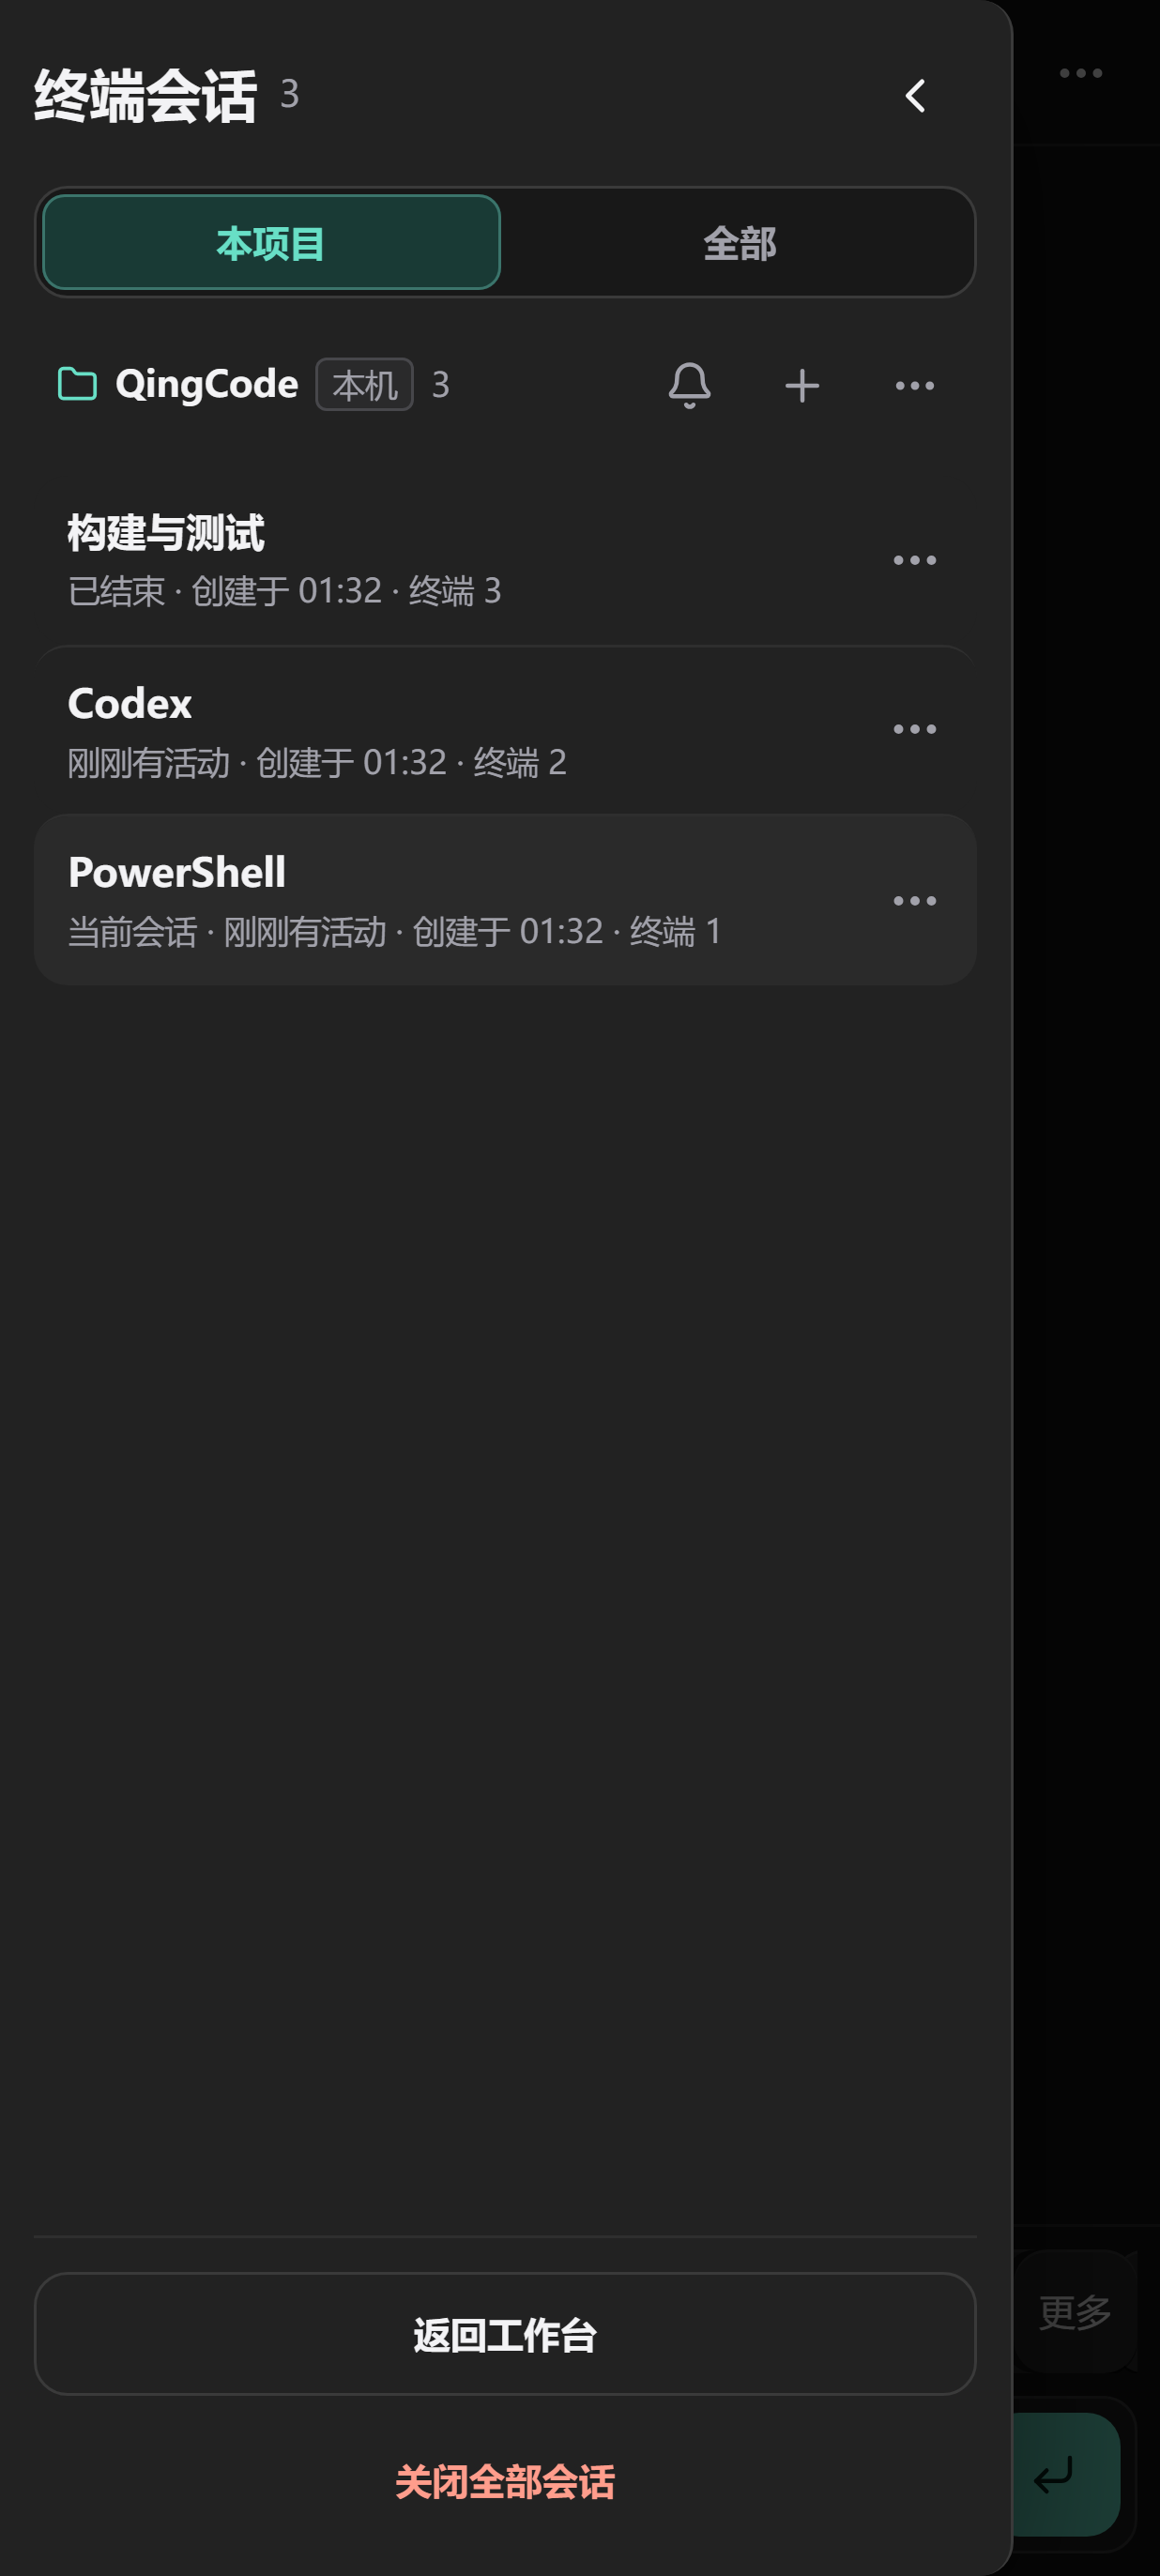 终端会话 3
本项目 全部
QingCode 本机 3
构建与测试
已结束 · 创建于 01:32 · 终端 3
Codex
刚刚有活动 · 创建于 01:32 · 终端 2
PowerShell
当前会话 · 刚刚有活动 · 创建于 01:32 · 终端 1
更多
返回工作台
关闭全部会话